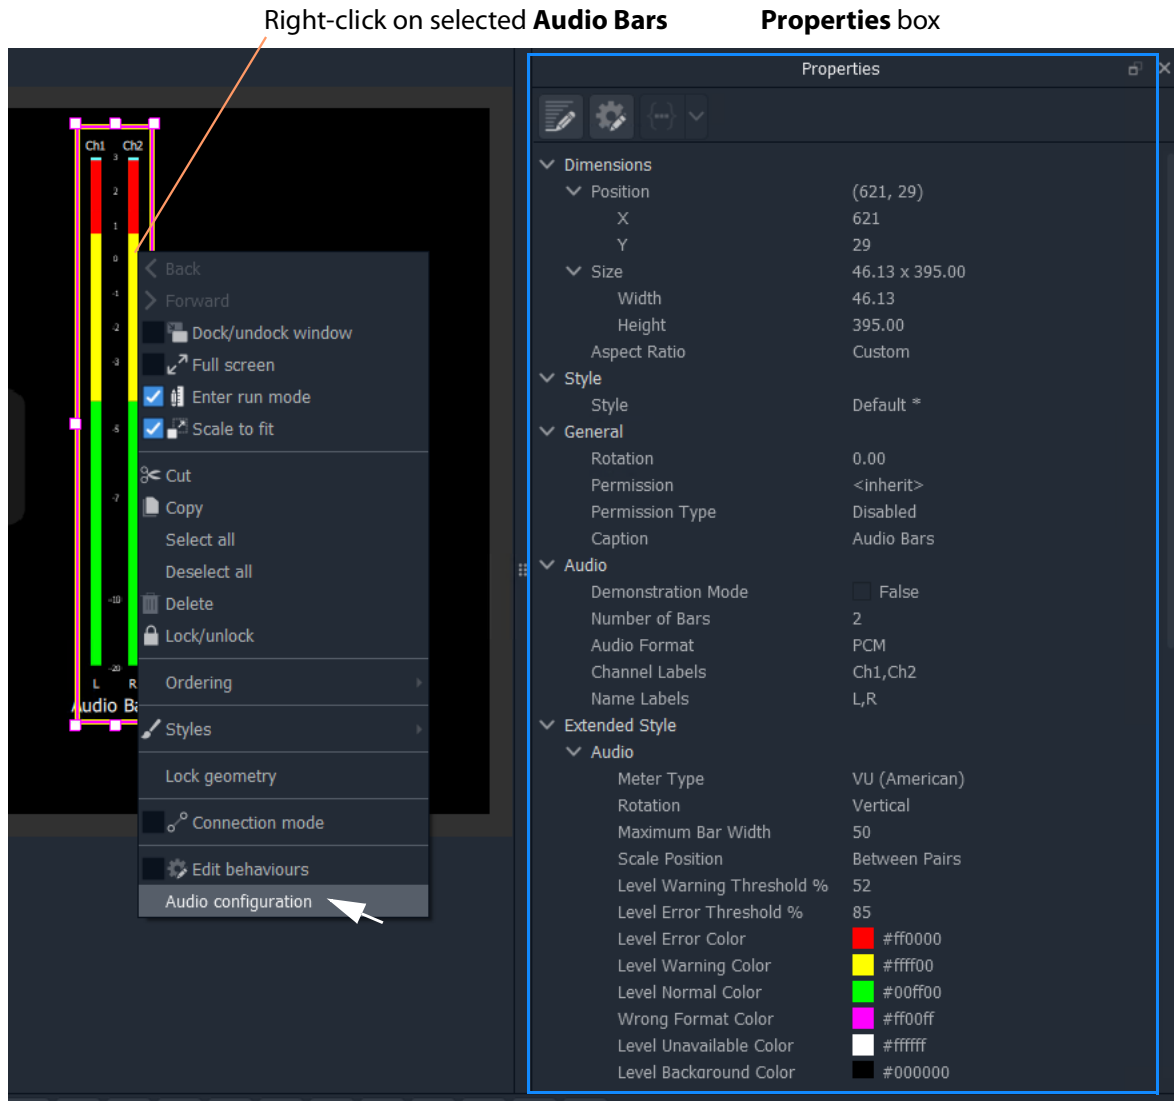 Right-click on selected Audio Bars
Properties box
Ch1 Ch2
3
2
1
0
-1
-2
-3
-5
-7
-10
-20
L R
Audio Ba
Back
Forward
Dock/undock window
Full screen
Enter run mode
Scale to fit
Cut
Copy
Select all
Deselect all
Delete
Lock/unlock
Ordering
Styles
Lock geometry
Connection mode
Edit behaviours
Audio configuration
Properties
Dimensions
Position (621, 29)
X 621
Y 29
Size 46.13 x 395.00
Width 46.13
Height 395.00
Aspect Ratio Custom
Style
Style Default *
General
Rotation 0.00
Permission <inherit>
Permission Type Disabled
Caption Audio Bars
Audio
Demonstration Mode False
Number of Bars 2
Audio Format PCM
Channel Labels Ch1,Ch2
Name Labels L,R
Extended Style
Audio
Meter Type VU (American)
Rotation Vertical
Maximum Bar Width 50
Scale Position Between Pairs
Level Warning Threshold % 52
Level Error Threshold % 85
Level Error Color #ff0000
Level Warning Color #ffff00
Level Normal Color #00ff00
Wrong Format Color #ff00ff
Level Unavailable Color #ffffff
Level Background Color #000000